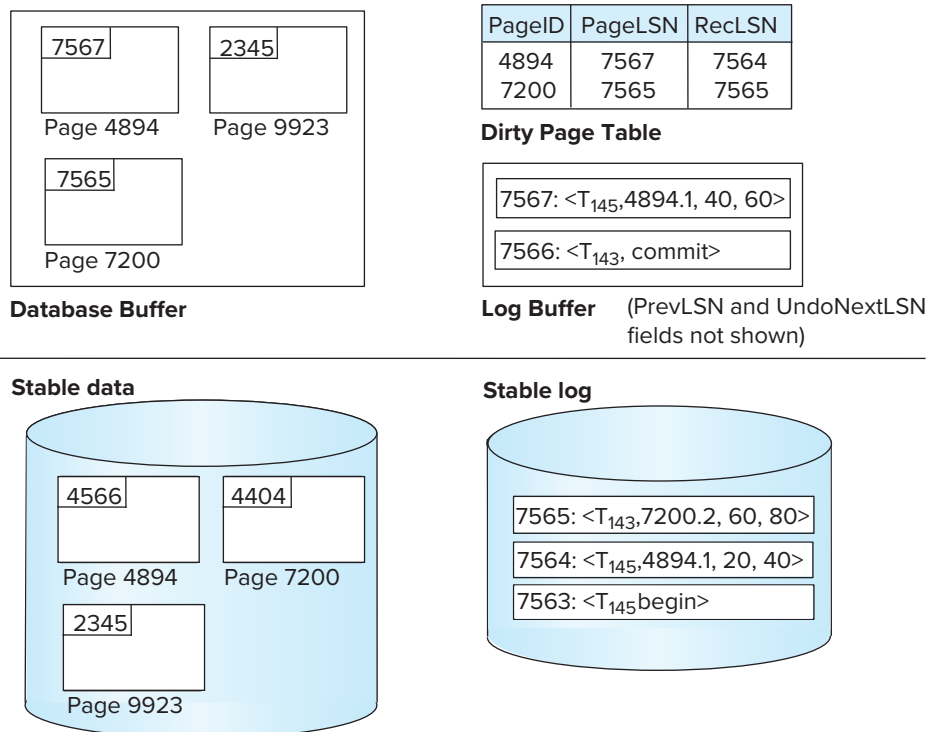 7567
2345
Page 4894
Page 9923
7565
Page 7200
Database Buffer
PageID PageLSN RecLSN
4894 7567 7564
7200 7565 7565
Dirty Page Table
7567: <T₁₄₅,4894.1, 40, 60>
7566: <T₁₄₃, commit>
Log Buffer (PrevLSN and UndoNextLSN
fields not shown)
Stable data
4566
4404
Page 4894
Page 7200
2345
Page 9923
Stable log
7565: <T₁₄₃,7200.2, 60, 80>
7564: <T₁₄₅,4894.1, 20, 40>
7563: <T₁₄₅begin>